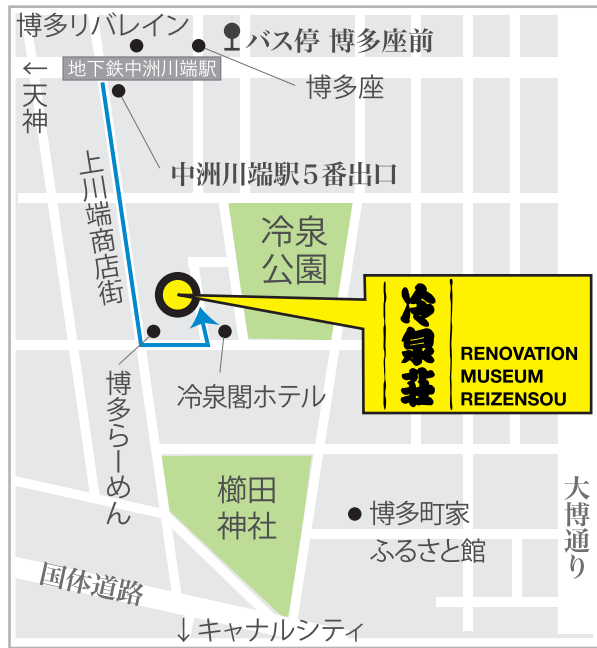 博多リバレイン
バス停 博多座前
地下鉄中洲川端駅
←天神
博多座
中洲川端駅５番出口
上川端商店街
冷泉
公園
冷泉荘
RENOVATION
MUSEUM
REIZENSOU
博多らーめん
冷泉閣ホテル
櫛田
神社
博多町家
ふるさと館
大博通り
国体道路
↓キャナルシティ